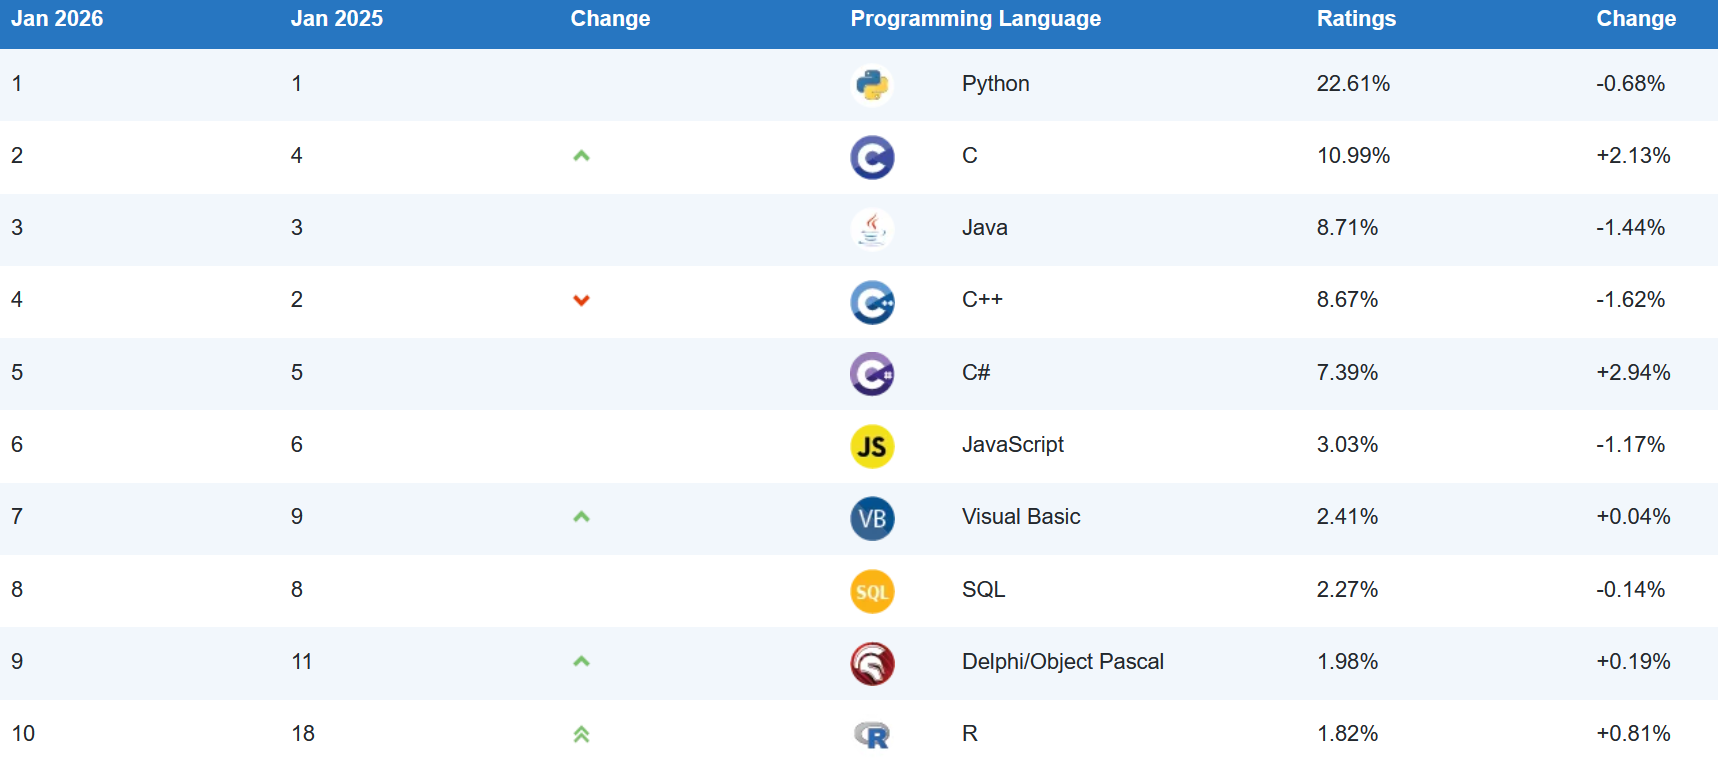 Jan 2026 Jan 2025 Change Programming Language Ratings Change
1 1 Python 22.61% -0.68%
2 4 C C 10.99% +2.13%
3 3 Java 8.71% -1.44%
4 2 C++ C++ 8.67% -1.62%
5 5 C# C# 7.39% +2.94%
6 6 JS JavaScript 3.03% -1.17%
7 9 VB Visual Basic 2.41% +0.04%
8 8 SQL SQL 2.27% -0.14%
9 11 Delphi/Object Pascal 1.98% +0.19%
10 18 R R 1.82% +0.81%